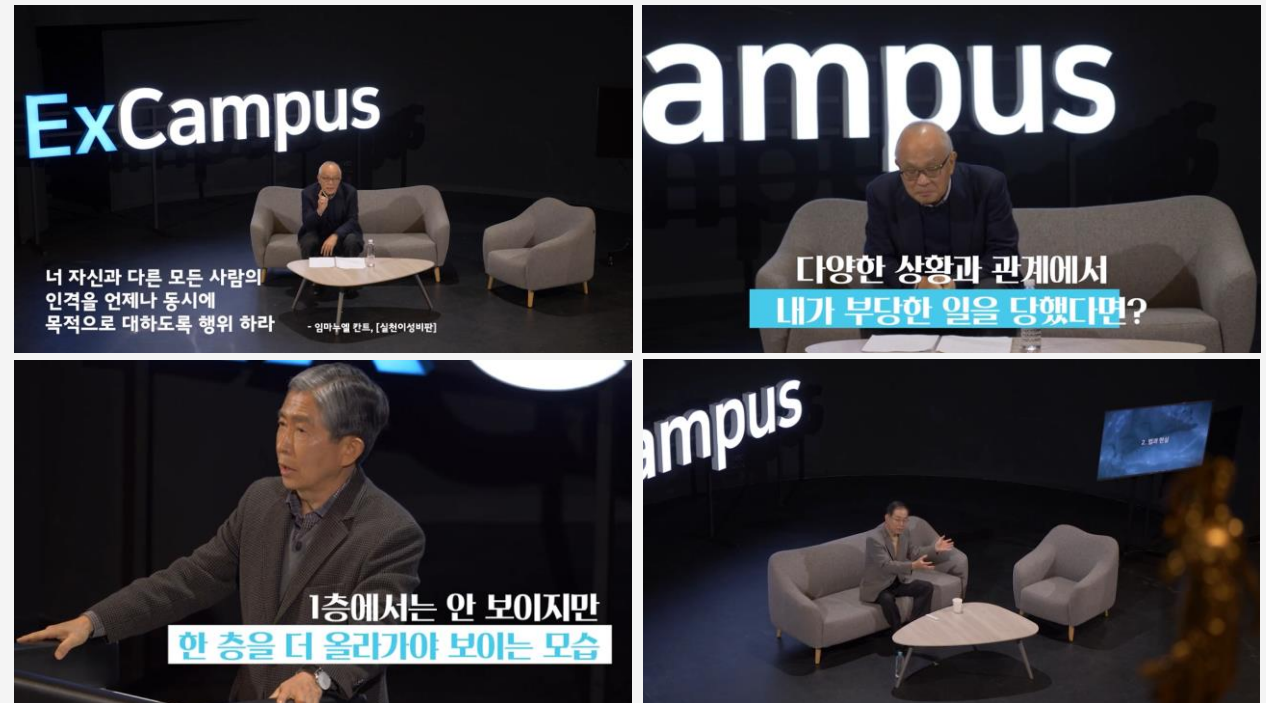 ExCampus
너 자신과 다른 모든 사람의
인격을 언제나 동시에
목적으로 대하도록 행위 하라
- 임마누엘 칸트, [실천이성비판]
ampus
다양한 상황과 관계에서
내가 부당한 일을 당했다면?
1층에서는 안 보이지만
한 층을 더 올라가야 보이는 모습
ampus